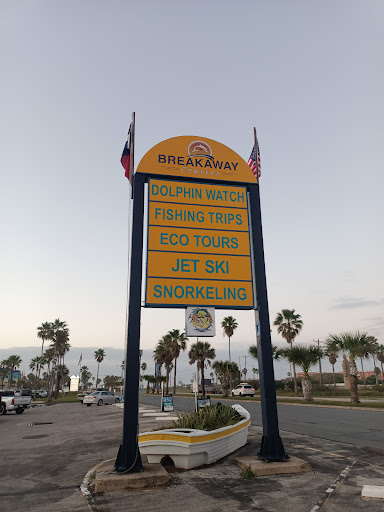 BREAKAWAY
Cruises
DOLPHIN WATCH
FISHING TRIPS
ECO TOURS
JET SKI
SNORKELING